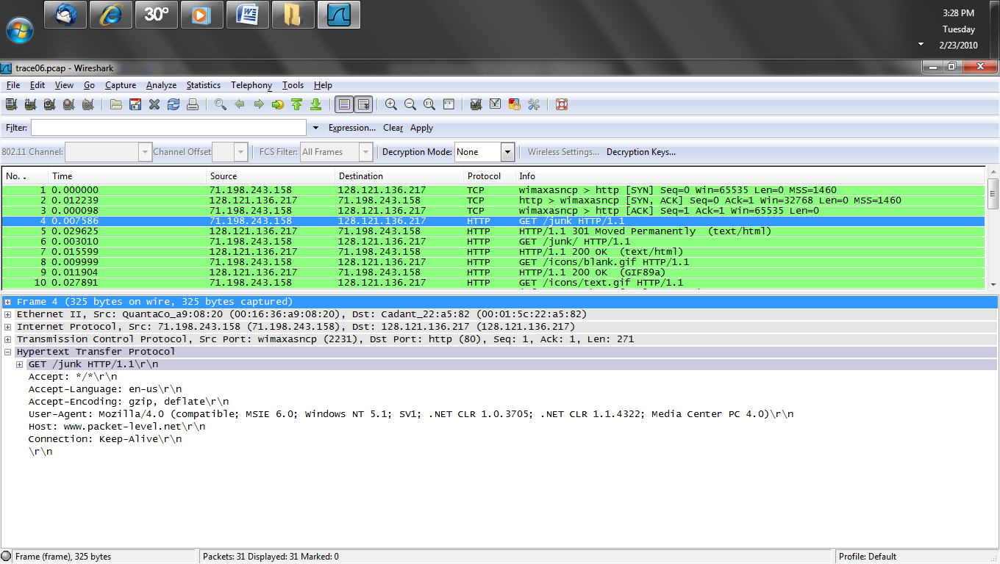 30°
3:28 PM
Tuesday
2/23/2010
trace06.pcap - Wireshark
File Edit View Go Capture Analyze Statistics Telephony Tools Help
Filter: Expression... Clear Apply
802.11 Channel: Channel Offset FCS Filter: All Frames Decryption Mode: None Wireless Settings... Decryption Keys...
No. . Time Source Destination Protocol Info
1 0.000000 71.198.243.158 128.121.136.217 TCP wimaxasncp > http [SYN] Seq=0 Win=65535 Len=0 MSS=1460
2 0.012239 128.121.136.217 71.198.243.158 TCP http > wimaxasncp [SYN, ACK] Seq=0 Ack=1 Win=32768 Len=0 MSS=1460
3 0.000098 71.198.243.158 128.121.136.217 TCP wimaxasncp > http [ACK] Seq=1 Ack=1 Win=65535 Len=0
4 0.007586 71.198.243.158 128.121.136.217 HTTP GET /junk HTTP/1.1
5 0.029625 128.121.136.217 71.198.243.158 HTTP HTTP/1.1 301 Moved Permanently (text/html)
6 0.003010 71.198.243.158 128.121.136.217 HTTP GET /junk/ HTTP/1.1
7 0.015599 128.121.136.217 71.198.243.158 HTTP HTTP/1.1 200 OK (text/html)
8 0.009999 71.198.243.158 128.121.136.217 HTTP GET /icons/blank.gif HTTP/1.1
9 0.011904 128.121.136.217 71.198.243.158 HTTP HTTP/1.1 200 OK (GIF89a)
10 0.027891 71.198.243.158 128.121.136.217 HTTP GET /icons/text.gif HTTP/1.1
Frame 4 (325 bytes on wire, 325 bytes captured)
Ethernet II, Src: QuantaCo_a9:08:20 (00:16:36:a9:08:20), Dst: Cadant_22:a5:82 (00:01:5c:22:a5:82)
Internet Protocol, Src: 71.198.243.158 (71.198.243.158), Dst: 128.121.136.217 (128.121.136.217)
Transmission Control Protocol, Src Port: wimaxasncp (2231), Dst Port: http (80), Seq: 1, Ack: 1, Len: 271
Hypertext Transfer Protocol
GET /junk HTTP/1.1\r\n
Accept: */*\r\n
Accept-Language: en-us\r\n
Accept-Encoding: gzip, deflate\r\n
User-Agent: Mozilla/4.0 (compatible; MSIE 6.0; Windows NT 5.1; SV1; .NET CLR 1.0.3705; .NET CLR 1.1.4322; Media Center PC 4.0)\r\n
Host: www.packet-level.net\r\n
Connection: Keep-Alive\r\n
\r\n
Frame (frame), 325 bytes Packets: 31 Displayed: 31 Marked: 0 Profile: Default